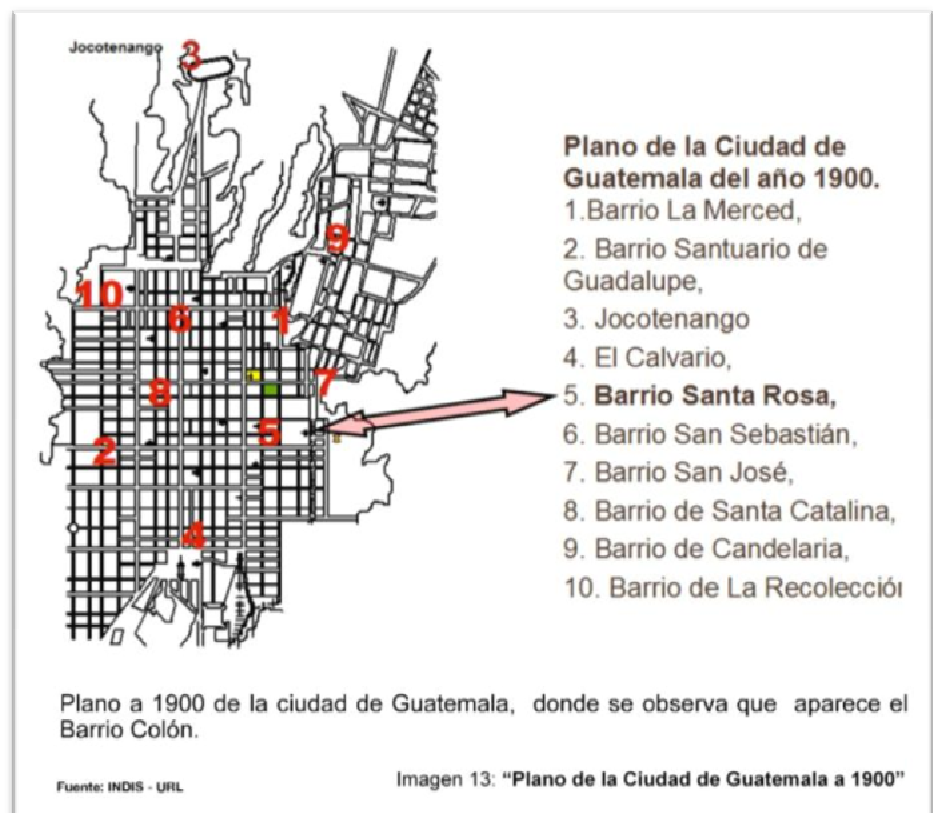 Jocotenango
3
9
10
6
1
7
8
5
2
4
Plano de la Ciudad de
Guatemala del año 1900.
1.Barrio La Merced,
2. Barrio Santuario de
Guadalupe,
3. Jocotenango
4. El Calvario,
5. Barrio Santa Rosa,
6. Barrio San Sebastián,
7. Barrio San José,
8. Barrio de Santa Catalina,
9. Barrio de Candelaria,
10. Barrio de La Recolección
Plano a 1900 de la ciudad de Guatemala, donde se observa que aparece el
Barrio Colón.
Fuente: INDIS - URL
Imagen 13: “Plano de la Ciudad de Guatemala a 1900”